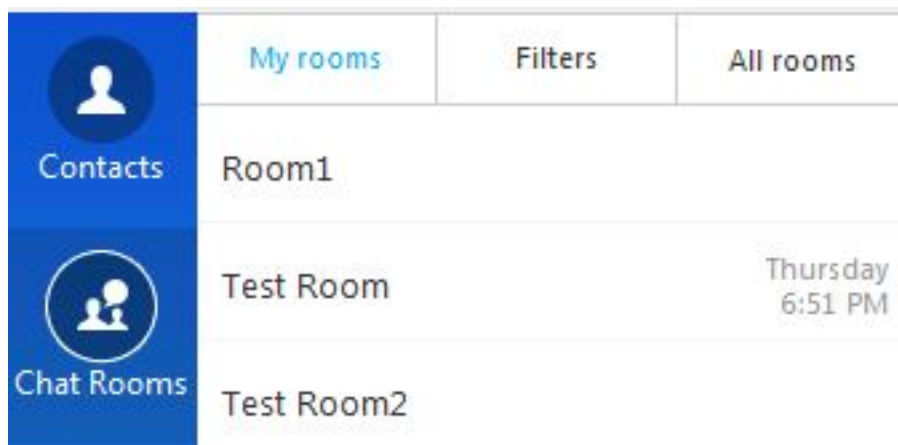 My rooms
Filters
All rooms
Contacts
Room1
Test Room
Thursday
6:51 PM
Chat Rooms
Test Room2